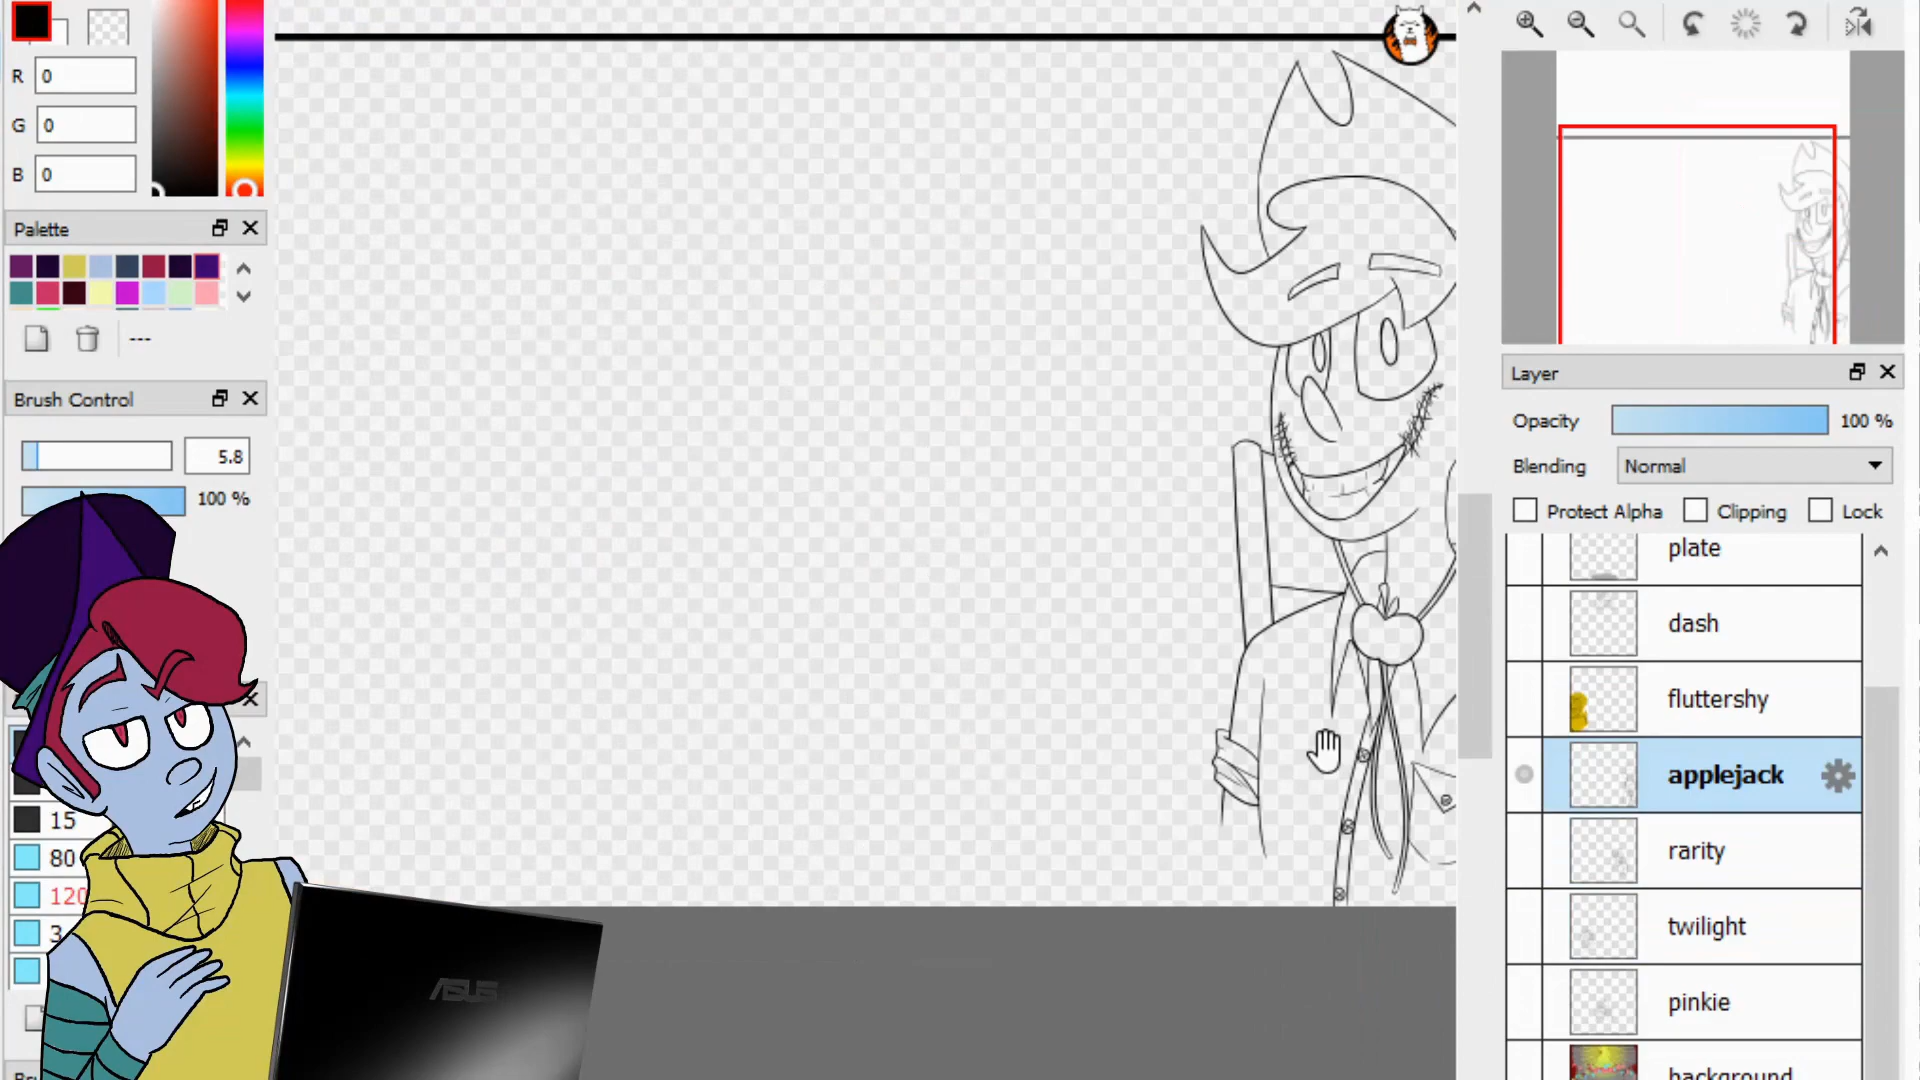 R 0
G 0
B 0
Palette
---
Brush Control
5.8
100 %
15
80
120
3
ASUS
Layer
Opacity 100 %
Blending Normal
Protect Alpha Clipping Lock
plate
dash
fluttershy
applejack
rarity
twilight
pinkie
background